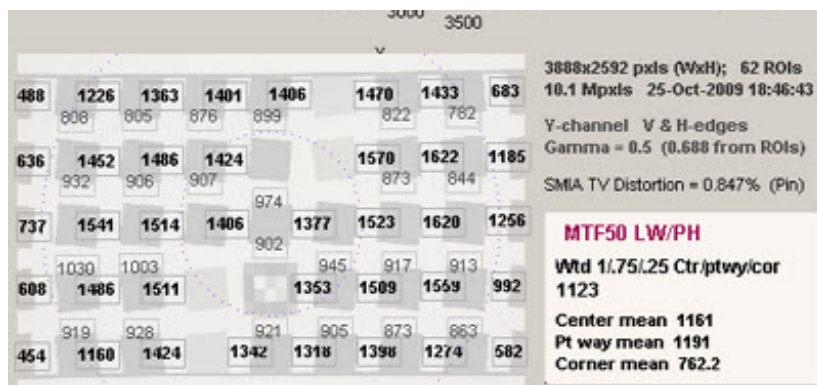 3000
3500
3888x2592 pxls (WxH);   62 ROIs
10.1 Mpxls   25-Oct-2009 18:46:43
Y-channel   V & H-edges
Gamma = 0.5  (0.688 from ROIs)
SMIA TV Distortion = 0.847%  (Pin)
MTF50 LW/PH
Wtd 1/.75/.25 Ctr/ptwy/cor
1123
Center mean  1161
Pt way mean  1191
Corner mean  762.2
488 1226 1363 1401 1406 1470 1433 683
808 805 876 899 822 782
636 1452 1486 1424 1570 1622 1185
932 906 907 873 844
974
737 1541 1514 1406 1377 1523 1620 1256
902
1030 1003 945 917 913
608 1486 1511 1353 1509 1559 992
919 928 921 905 873 863
454 1160 1424 1342 1318 1398 1274 582